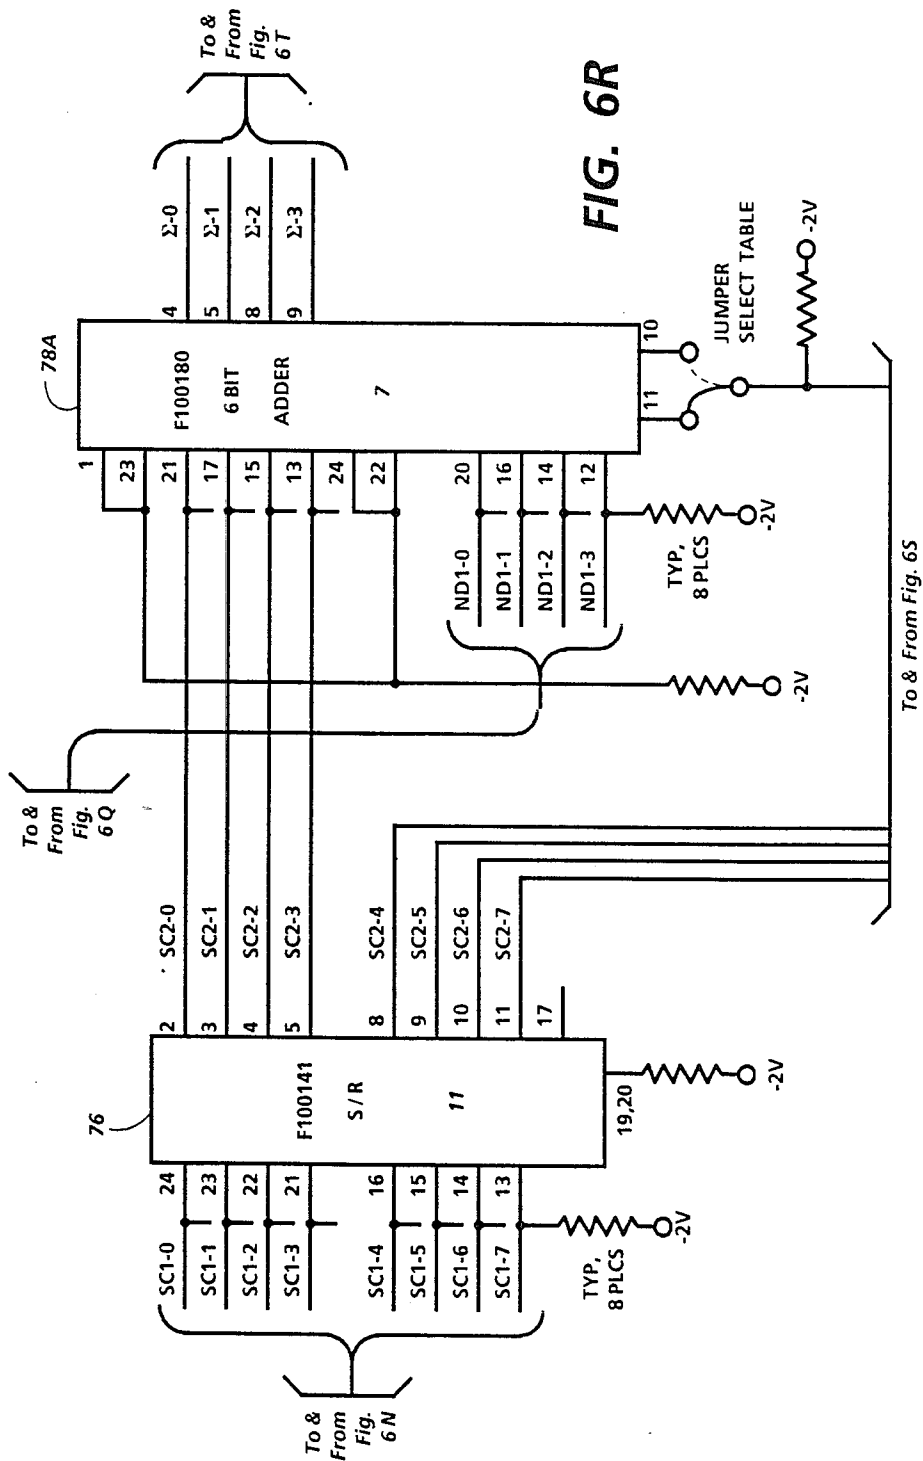 FIG. 6R
To &
From
Fig.
6 N
SC1-0
SC1-1
SC1-2
SC1-3
SC1-4
SC1-5
SC1-6
SC1-7
24
23
22
21
16
15
14
13
TYP,
8 PLCS
-2V
76
F100141
S / R
11
19,20
-2V
2
3
4
5
8
9
10
11
17
SC2-0
SC2-1
SC2-2
SC2-3
SC2-4
SC2-5
SC2-6
SC2-7
To &
From
Fig.
6 Q
-2V
ND1-0
ND1-1
ND1-2
ND1-3
TYP,
8 PLCS
-2V
1
23
21
17
15
13
24
22
20
16
14
12
78A
F100180
6 BIT
ADDER
7
11
10
JUMPER
SELECT TABLE
-2V
4
5
8
9
Σ-0
Σ-1
Σ-2
Σ-3
To &
From
Fig.
6 T
To & From Fig. 6S